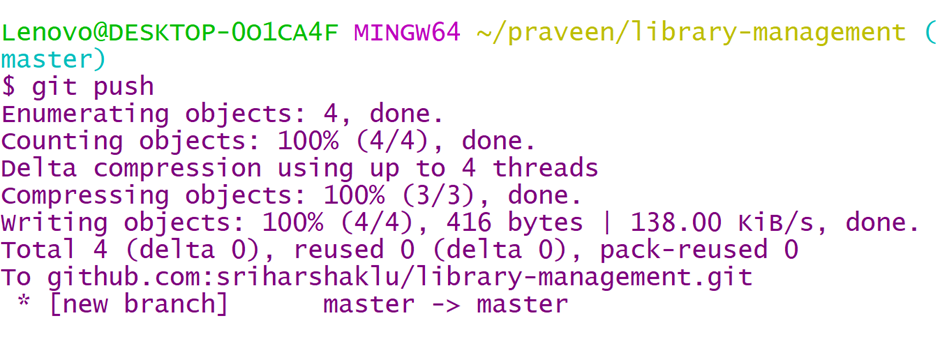 Lenovo@DESKTOP-O01CA4F MINGW64 ~/praveen/library-management (
master)
$ git push
Enumerating objects: 4, done.
Counting objects: 100% (4/4), done.
Delta compression using up to 4 threads
Compressing objects: 100% (3/3), done.
Writing objects: 100% (4/4), 416 bytes | 138.00 KiB/s, done.
Total 4 (delta 0), reused 0 (delta 0), pack-reused 0
To github.com:sriharshaklu/library-management.git
 * [new branch]      master -> master